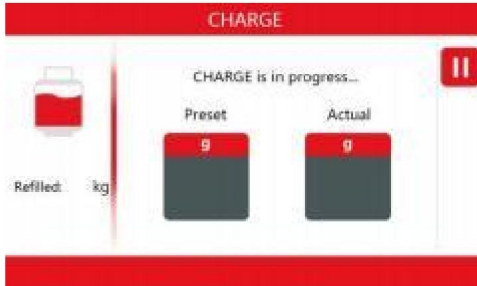 CHARGE
CHARGE is in progress...
Preset
Actual
g
g
Refilled: kg